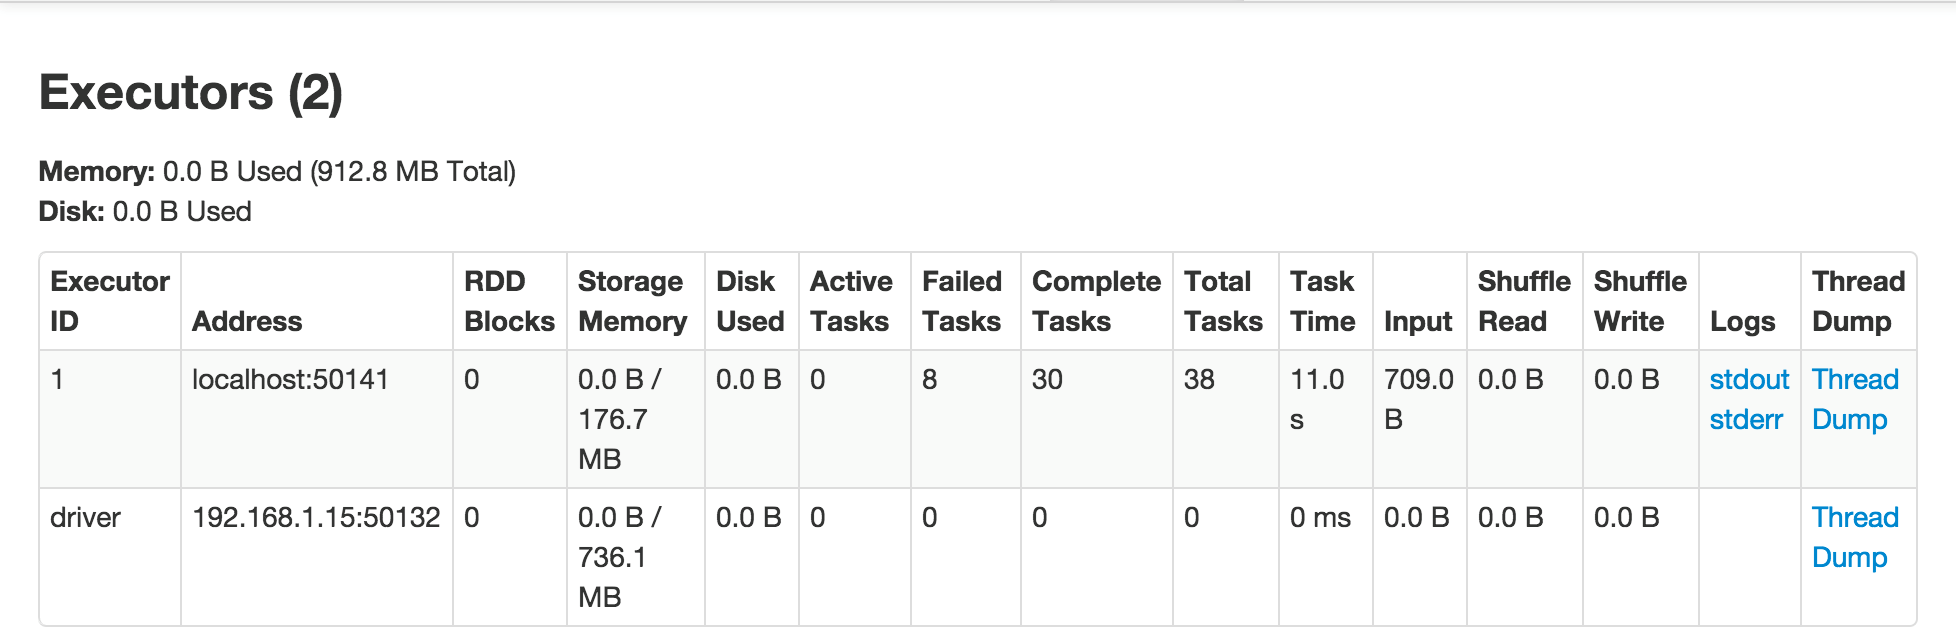 Executors (2)
Memory: 0.0 B Used (912.8 MB Total)
Disk: 0.0 B Used
Executor ID Address RDD Blocks Storage Memory Disk Used Active Tasks Failed Tasks Complete Tasks Total Tasks Task Time Input Shuffle Read Shuffle Write Logs Thread Dump
1 localhost:50141 0 0.0 B / 176.7 MB 0.0 B 0 8 30 38 11.0 s 709.0 B 0.0 B 0.0 B stdout stderr Thread Dump
driver 192.168.1.15:50132 0 0.0 B / 736.1 MB 0.0 B 0 0 0 0 0 ms 0.0 B 0.0 B 0.0 B Thread Dump